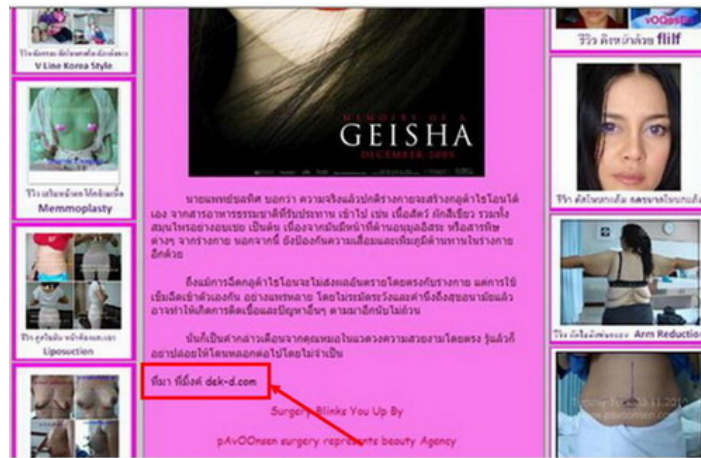 V Line Korea Style
Memmoplasty
Liposuction
MEMOIRS OF A
GEISHA
DECEMBER 2005
นายแพทย์ชลทิศ บอกว่า ความจริงแล้วปกติร่างกายจะสร้างกลูต้าไธโอนได้
เอง จากสารอาหารธรรมชาติที่รับประทาน เข้าไป เช่น เนื้อสัตว์ ผักสีเขียว รวมทั้ง
สมุนไพรอย่างอบเชย เป็นต้น เนื่องจากมันมีหน้าที่ต้านอนุมูลอิสระ หรือสารพิษ
ต่างๆ จากร่างกาย นอกจากนี้ ยังป้องกันความเสื่อมและเพิ่มภูมิต้านทานในร่างกาย
อีกด้วย
ถึงแม้การฉีดกลูต้าไธโอนจะไม่ส่งผลอันตรายโดยตรงกับร่างกาย แต่การใช้
เข็มฉีดเข้าตัวเองกัน อย่างแพร่หลาย โดยไม่ระมัดระวังและคำนึงถึงสุขอนามัยแล้ว
อาจทำให้เกิดการติดเชื้อและปัญหาอื่นๆ ตามมาอีกนับไม่ถ้วน
นั่นก็เป็นคำกล่าวเตือนจากคุณหมอในแวดวงความสวยงามโดยตรง รู้แล้วก็
อย่าปล่อยให้โดนหลอกต่อไปโดยไม่จำเป็น
ที่มา พี่มิ้งค์ dek-d.com
Surgery Blinks You Up By
pAvOOnsen surgery represents beauty Agency
รีวิว ดึงหน้าด้วย flilf
Arm Reduction